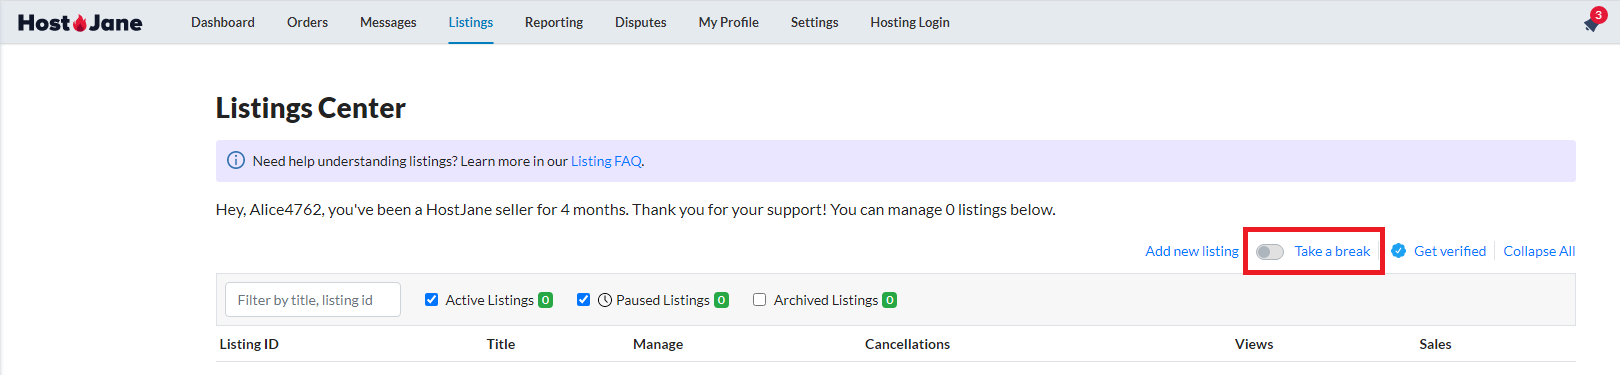 Host Jane Dashboard Orders Messages Listings Reporting Disputes My Profile Settings Hosting Login 3
Listings Center
Need help understanding listings? Learn more in our Listing FAQ.
Hey, Alice4762, you've been a HostJane seller for 4 months. Thank you for your support! You can manage 0 listings below.
Add new listing Take a break Get verified Collapse All
Filter by title, listing id Active Listings 0 Paused Listings 0 Archived Listings 0
Listing ID Title Manage Cancellations Views Sales